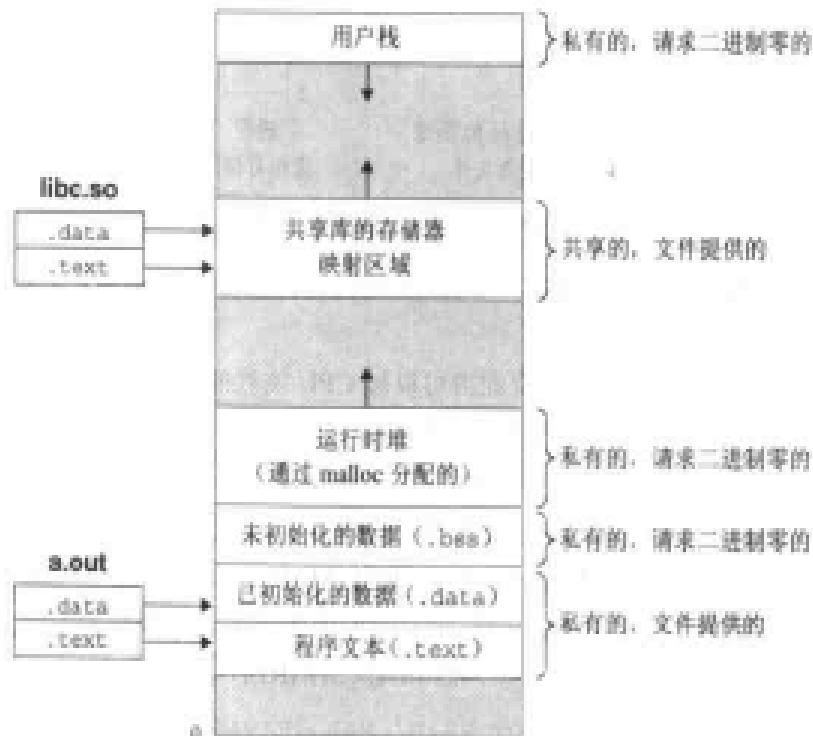 用户栈
私有的，请求二进制零的
libc.so
.data
.text
共享库的存储器
映射区域
共享的，文件提供的
运行时堆
（通过 malloc 分配的）
私有的，请求二进制零的
未初始化的数据（.bss）
私有的，请求二进制零的
a.out
.data
.text
已初始化的数据（.data）
程序文本（.text）
私有的，文件提供的
0